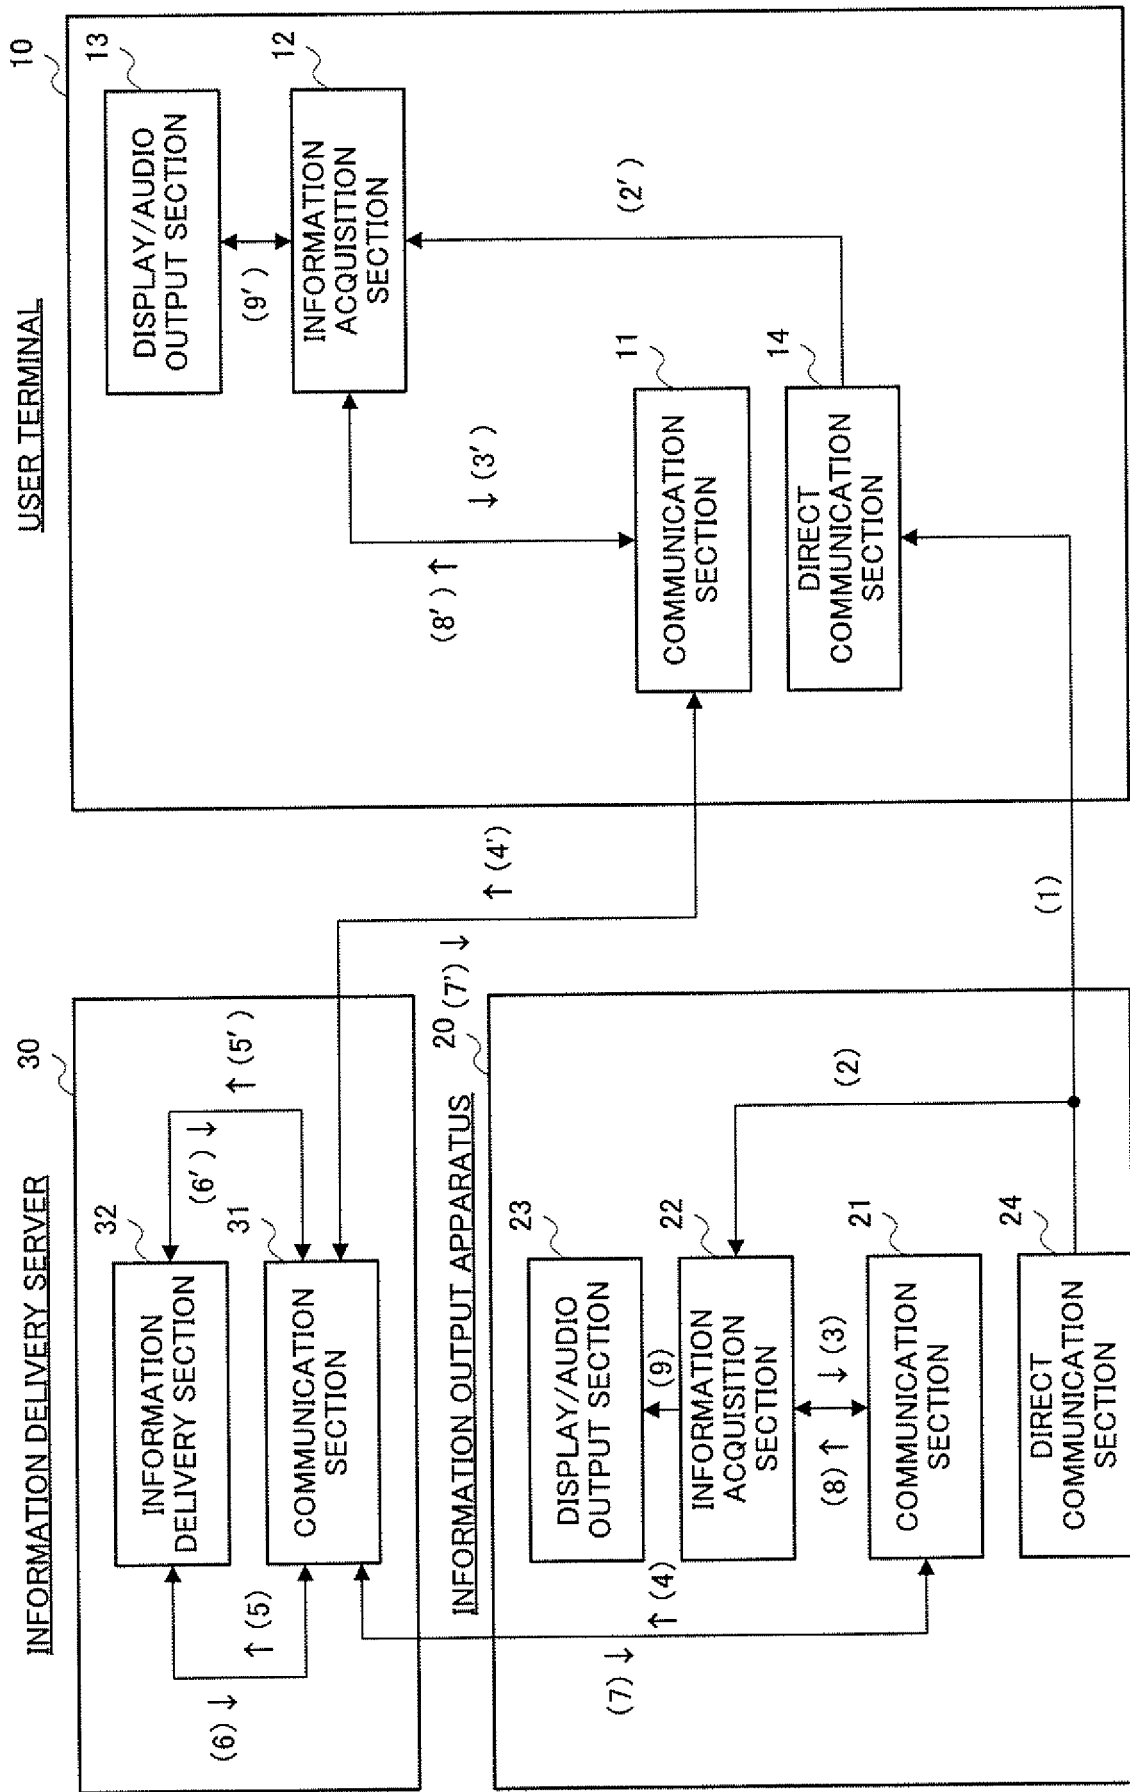 INFORMATION DELIVERY SERVER
30
INFORMATION
DELIVERY SECTION
32
COMMUNICATION
SECTION
31
(6)↓
↑(5)
(6')↓
↑(5')
(7)↓
↑(4)
(7')↓
↑(4')
INFORMATION OUTPUT APPARATUS
20
DISPLAY/AUDIO
OUTPUT SECTION
23
(9)
INFORMATION
ACQUISITION
SECTION
22
(8)↑
↓(3)
COMMUNICATION
SECTION
21
DIRECT
COMMUNICATION
SECTION
24
(2)
(1)
USER TERMINAL
10
DISPLAY/AUDIO
OUTPUT SECTION
13
(9')
INFORMATION
ACQUISITION
SECTION
12
(8')↑
↓(3')
(2')
COMMUNICATION
SECTION
11
DIRECT
COMMUNICATION
SECTION
14